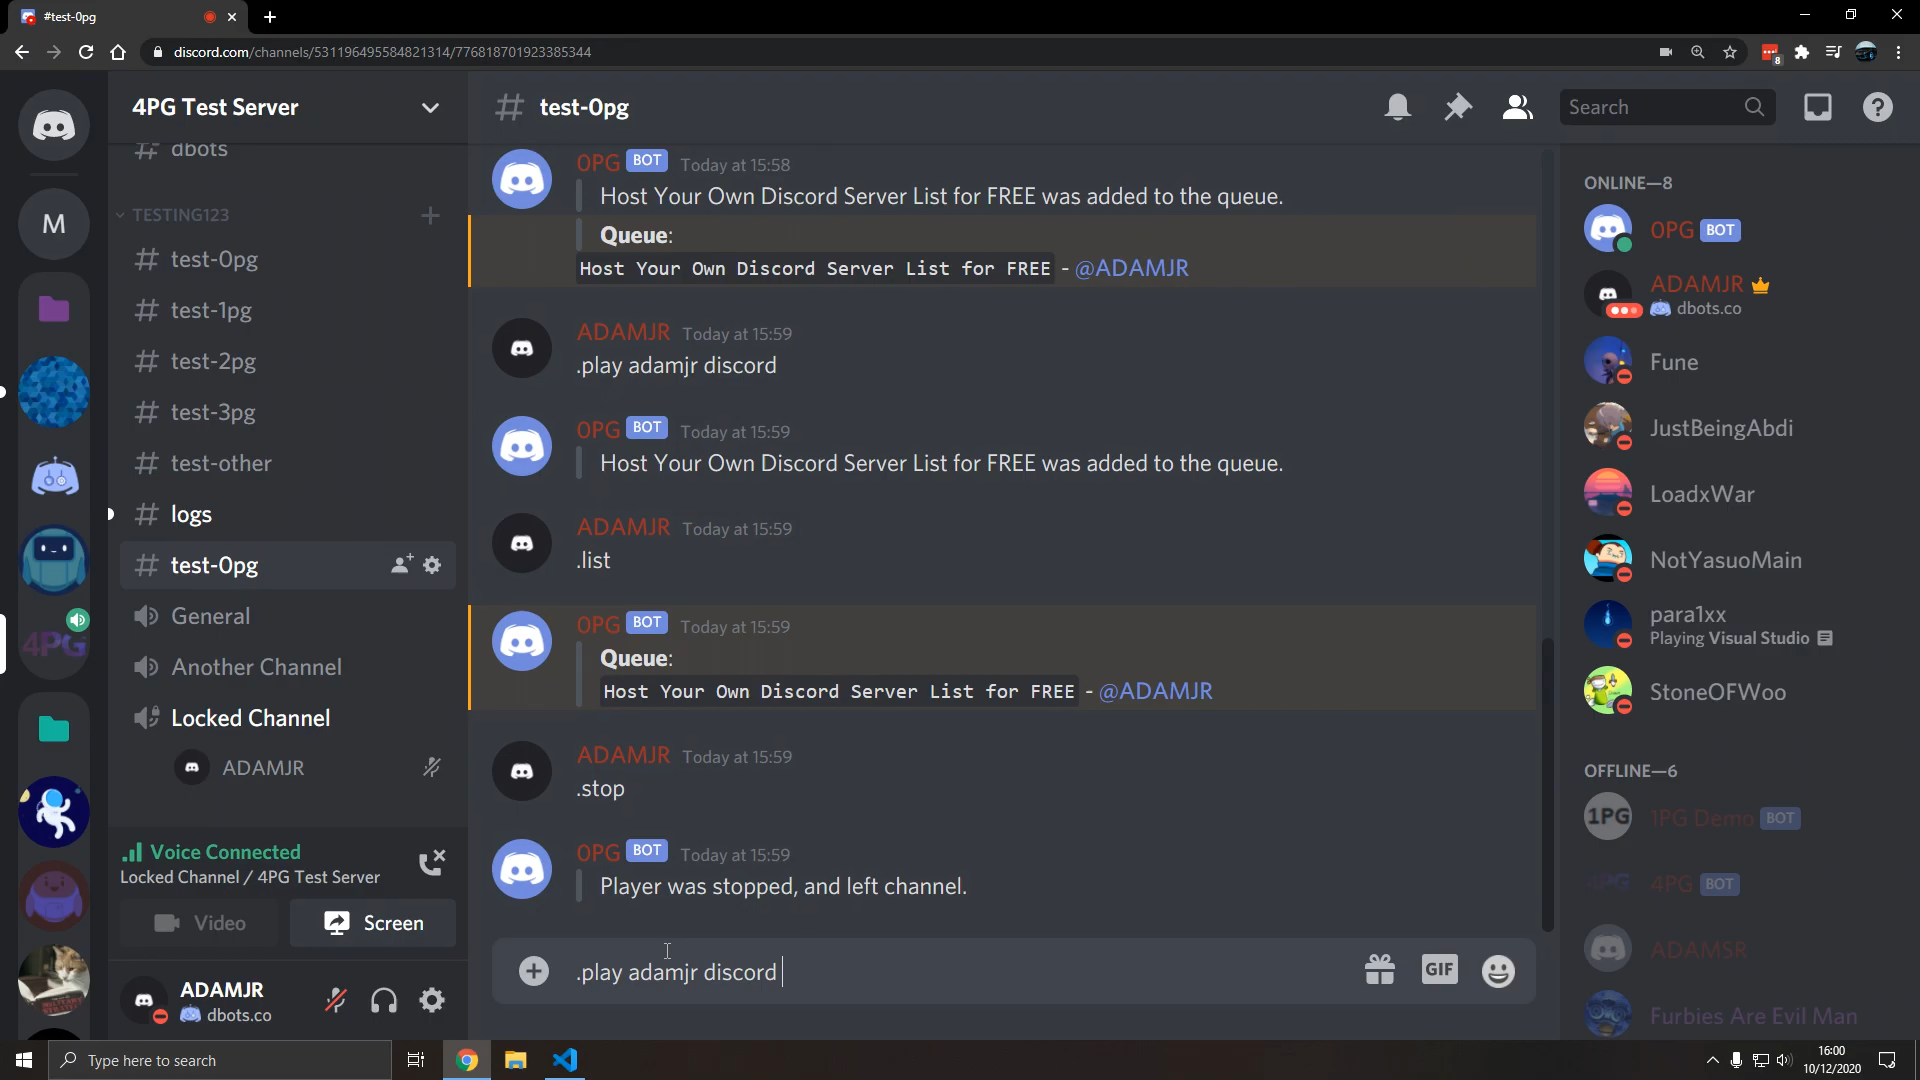 #test-0pg
discord.com/channels/531196495584821314/776818701923385344
8
4PG Test Server
dbots
TESTING123
test-0pg
test-1pg
test-2pg
test-3pg
test-other
logs
test-0pg
General
Another Channel
Locked Channel
ADAMJR
Voice Connected
Locked Channel / 4PG Test Server
Video
Screen
ADAMJR
dbots.co
M
4PG
test-0pg
Search
0PG BOT Today at 15:58
Host Your Own Discord Server List for FREE was added to the queue.
Queue:
Host Your Own Discord Server List for FREE - @ADAMJR
ADAMJR Today at 15:59
.play adamjr discord
0PG BOT Today at 15:59
Host Your Own Discord Server List for FREE was added to the queue.
ADAMJR Today at 15:59
.list
0PG BOT Today at 15:59
Queue:
Host Your Own Discord Server List for FREE - @ADAMJR
ADAMJR Today at 15:59
.stop
0PG BOT Today at 15:59
Player was stopped, and left channel.
.play adamjr discord
GIF
ONLINE—8
0PG BOT
ADAMJR
dbots.co
Fune
JustBeingAbdi
LoadxWar
NotYasuoMain
para1xx
Playing Visual Studio
StoneOFWoo
OFFLINE—6
1PG
1PG Demo BOT
4PG
4PG BOT
ADAMSR
Furbies Are Evil Man
Type here to search
16:00
10/12/2020